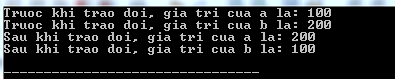 Truoc khi trao doi, gia tri cua a la: 100
Truoc khi trao doi, gia tri cua b la: 200
Sau khi trao doi, gia tri cua a la: 200
Sau khi trao doi, gia tri cua b la: 100
--------------------------------